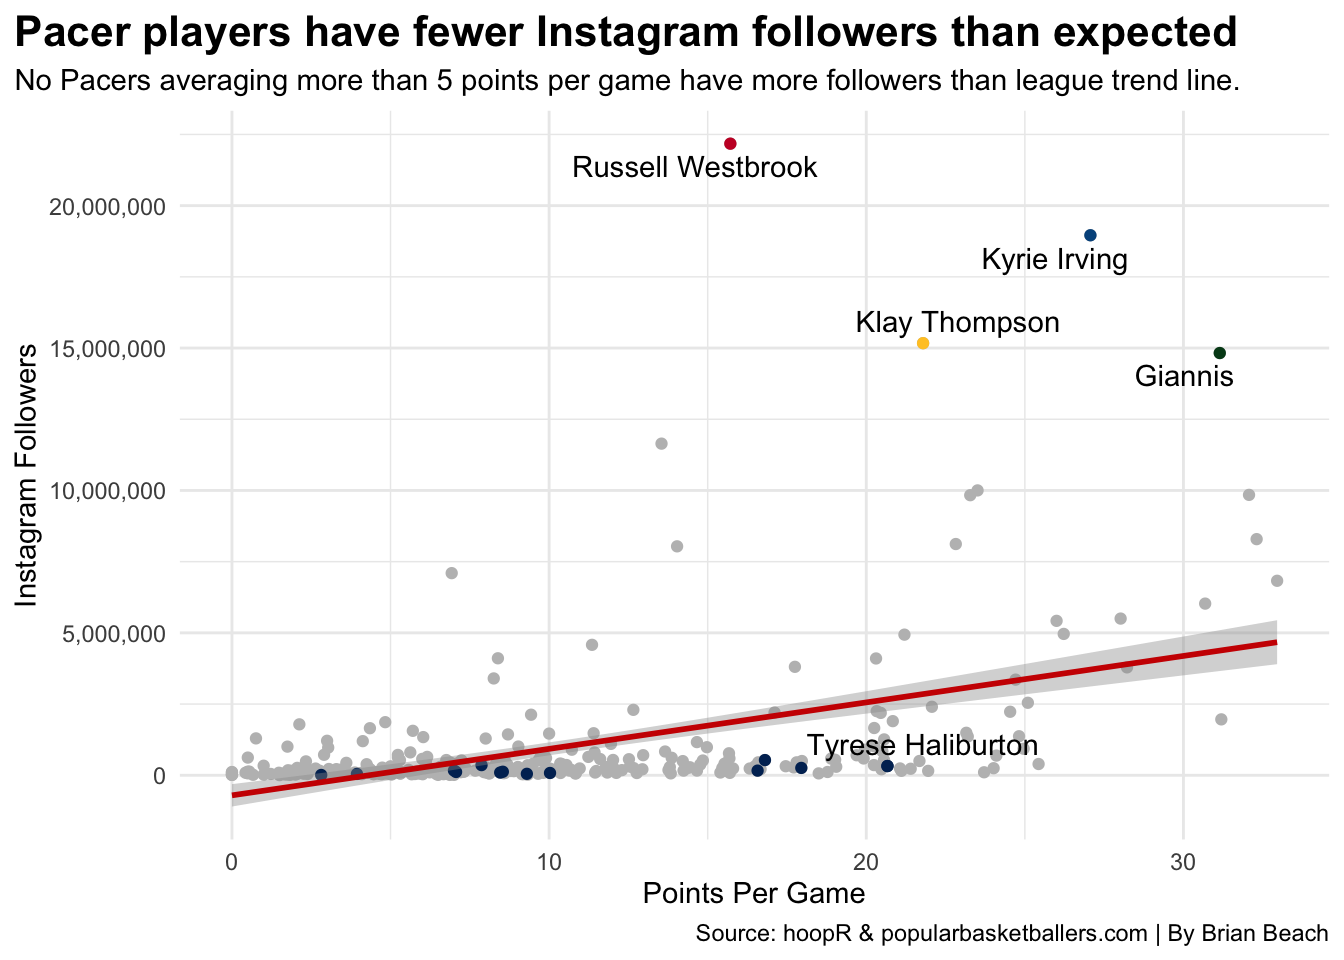 Pacer players have fewer Instagram followers than expected
No Pacers averaging more than 5 points per game have more followers than league trend line.
Russell Westbrook
20,000,000
Kyrie Irving
Klay Thompson
15,000,000
Giannis
Instagram Followers
10,000,000
5,000,000
Tyrese Haliburton
0
0
10
20
30
Points Per Game
Source: hoopR & popularbasketballers.com | By Brian Beach